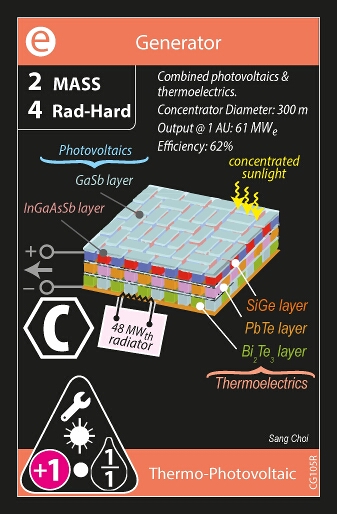 e
Generator
2 MASS
4 Rad-Hard
Combined photovoltaics &
thermoelectrics.
Concentrator Diameter: 300 m
Output @ 1 AU: 61 MWe
Efficiency: 62%
Photovoltaics
concentrated
sunlight
GaSb layer
InGaAsSb layer
+
−
C
48 MWth
radiator
SiGe layer
PbTe layer
Bi2Te3 layer
Thermoelectrics
Sang Choi
+1
1
1
Thermo-Photovoltaic
CG105R